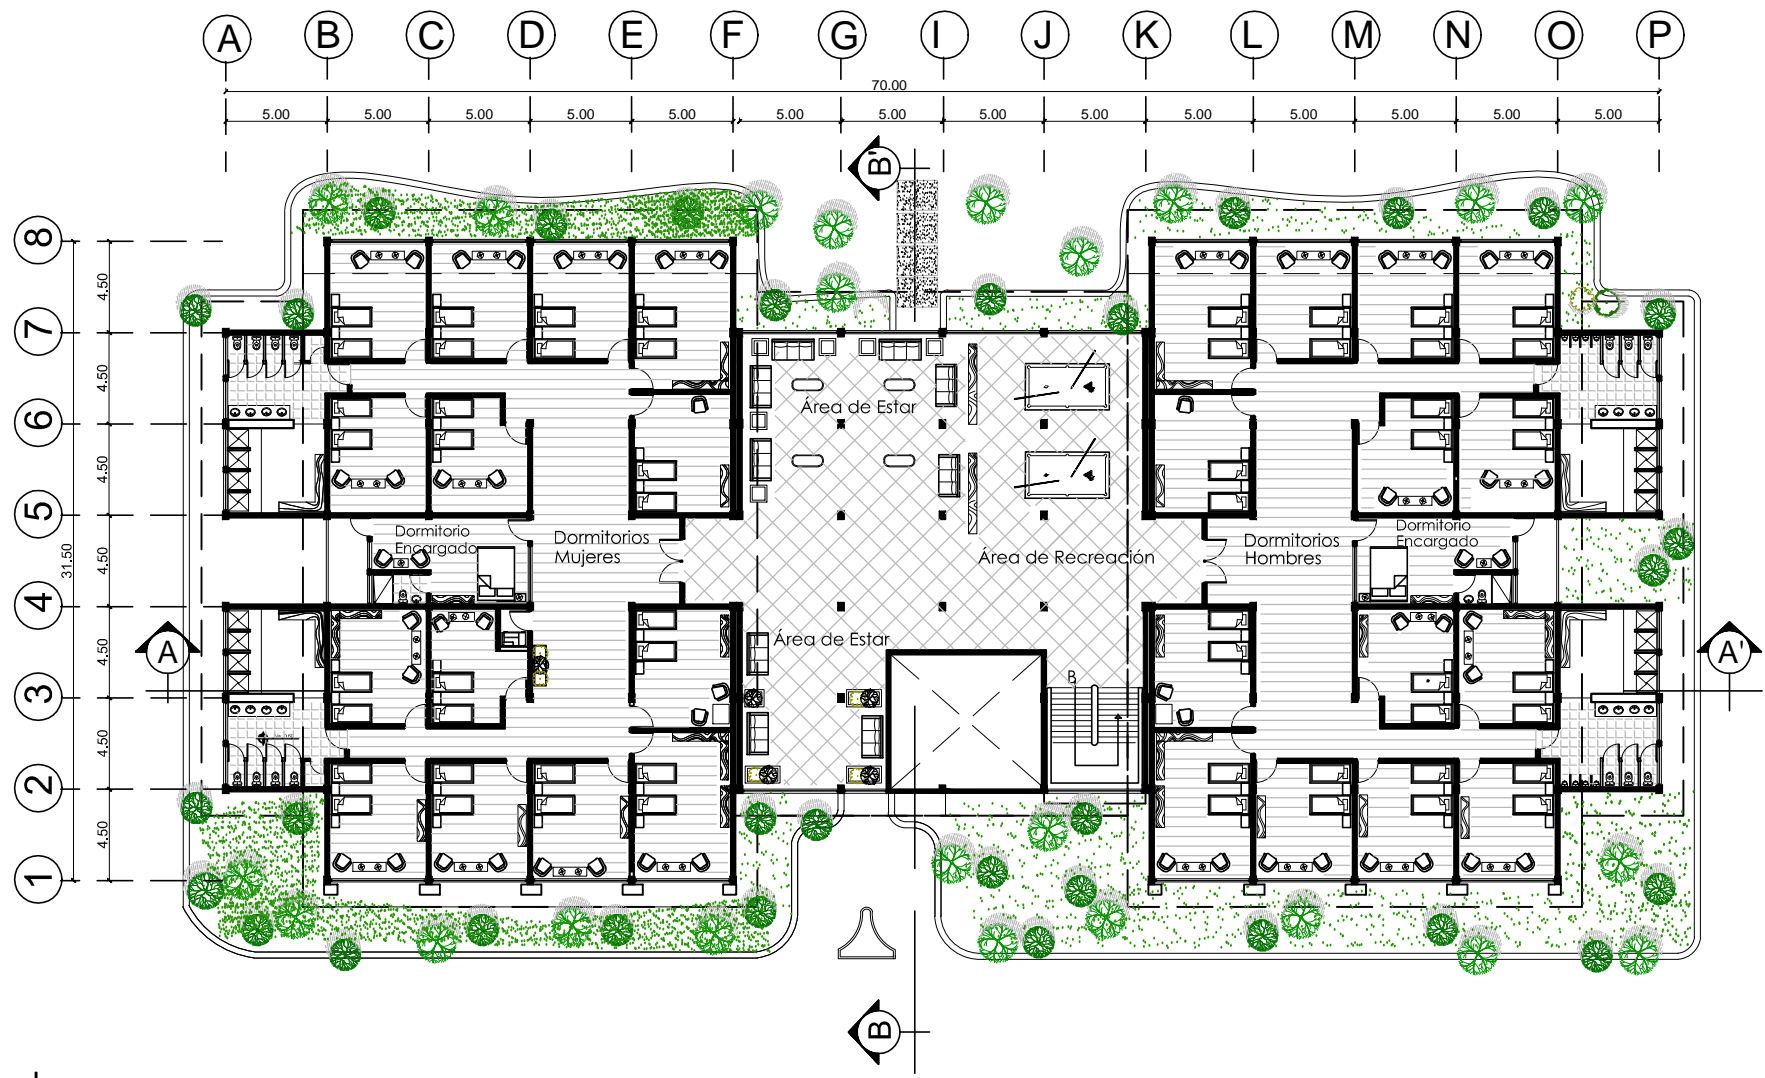 A B C D E F G I J K L M N O P
70.00
5.00 5.00 5.00 5.00 5.00 5.00 5.00 5.00 5.00 5.00 5.00 5.00 5.00 5.00
B'
8
4.50
7
4.50
6
Área de Estar
4.50
5
31.50
4.50
Dormitorio
Encargado
Dormitorios
Mujeres
Área de Recreación
Dormitorios
Hombres
Dormitorio
Encargado
4
4.50
Área de Estar
A
A'
3
B
4.50
2
4.50
1
B